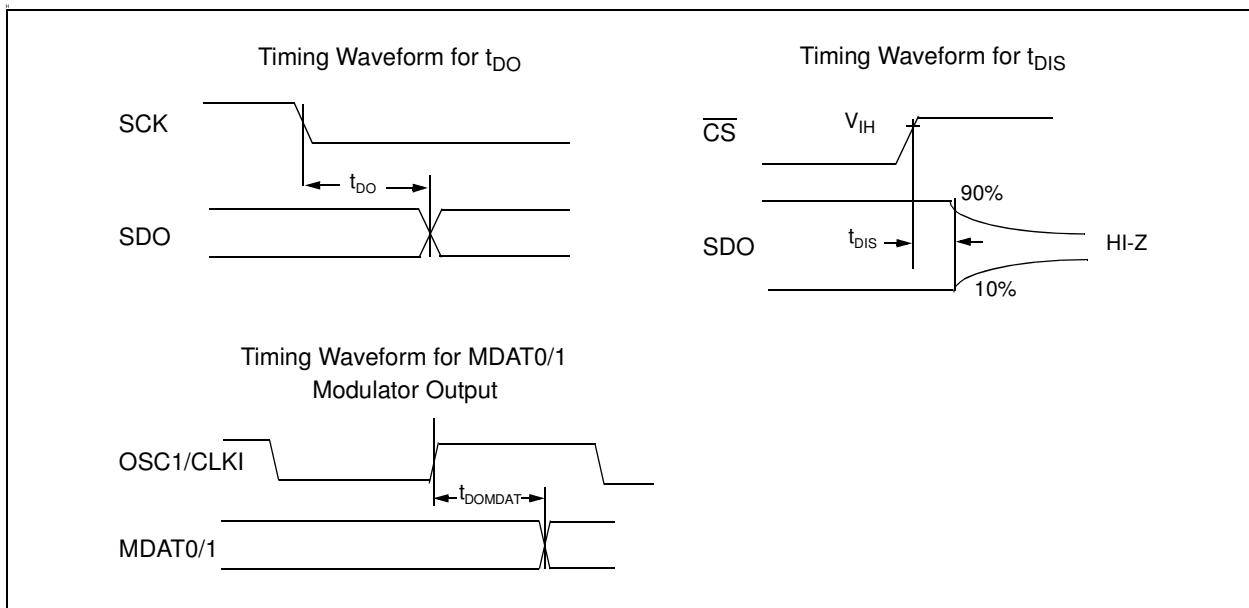 Timing Waveform for tDO
SCK
tDO
SDO
Timing Waveform for tDIS
CS
VIH
90%
SDO
tDIS
HI-Z
10%
Timing Waveform for MDAT0/1
Modulator Output
OSC1/CLKI
tDOMDAT
MDAT0/1